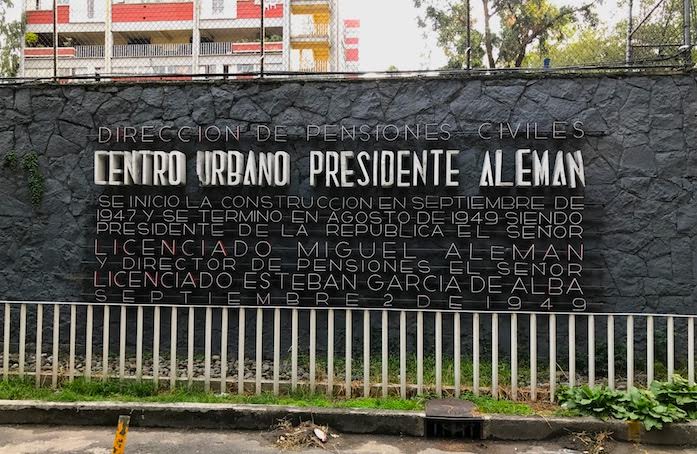 DIRECCION DE PENSIONES CIVILES
CENTRO URBANO PRESIDENTE ALEMAN
SE INICIO LA CONSTRUCCION EN SEPTIEMBRE DE
1947 Y SE TERMINO EN AGOSTO DE 1949 SIENDO
PRESIDENTE DE LA REPUBLICA EL SEÑOR
LICENCIADO MIGUEL ALEMAN
Y DIRECTOR DE PENSIONES EL SEÑOR
LICENCIADO ESTEBAN GARCIA DE ALBA
SEPTIEMBRE 2 DE 1949